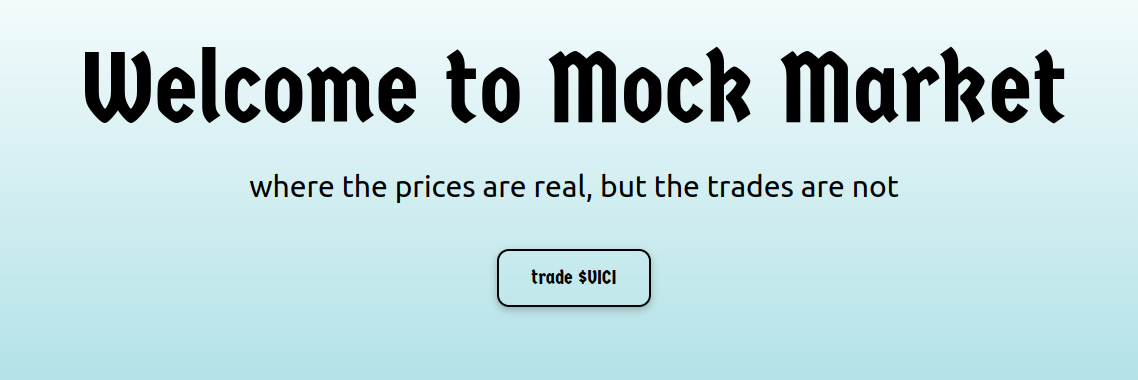 Welcome to Mock Market
where the prices are real, but the trades are not
trade $VICI